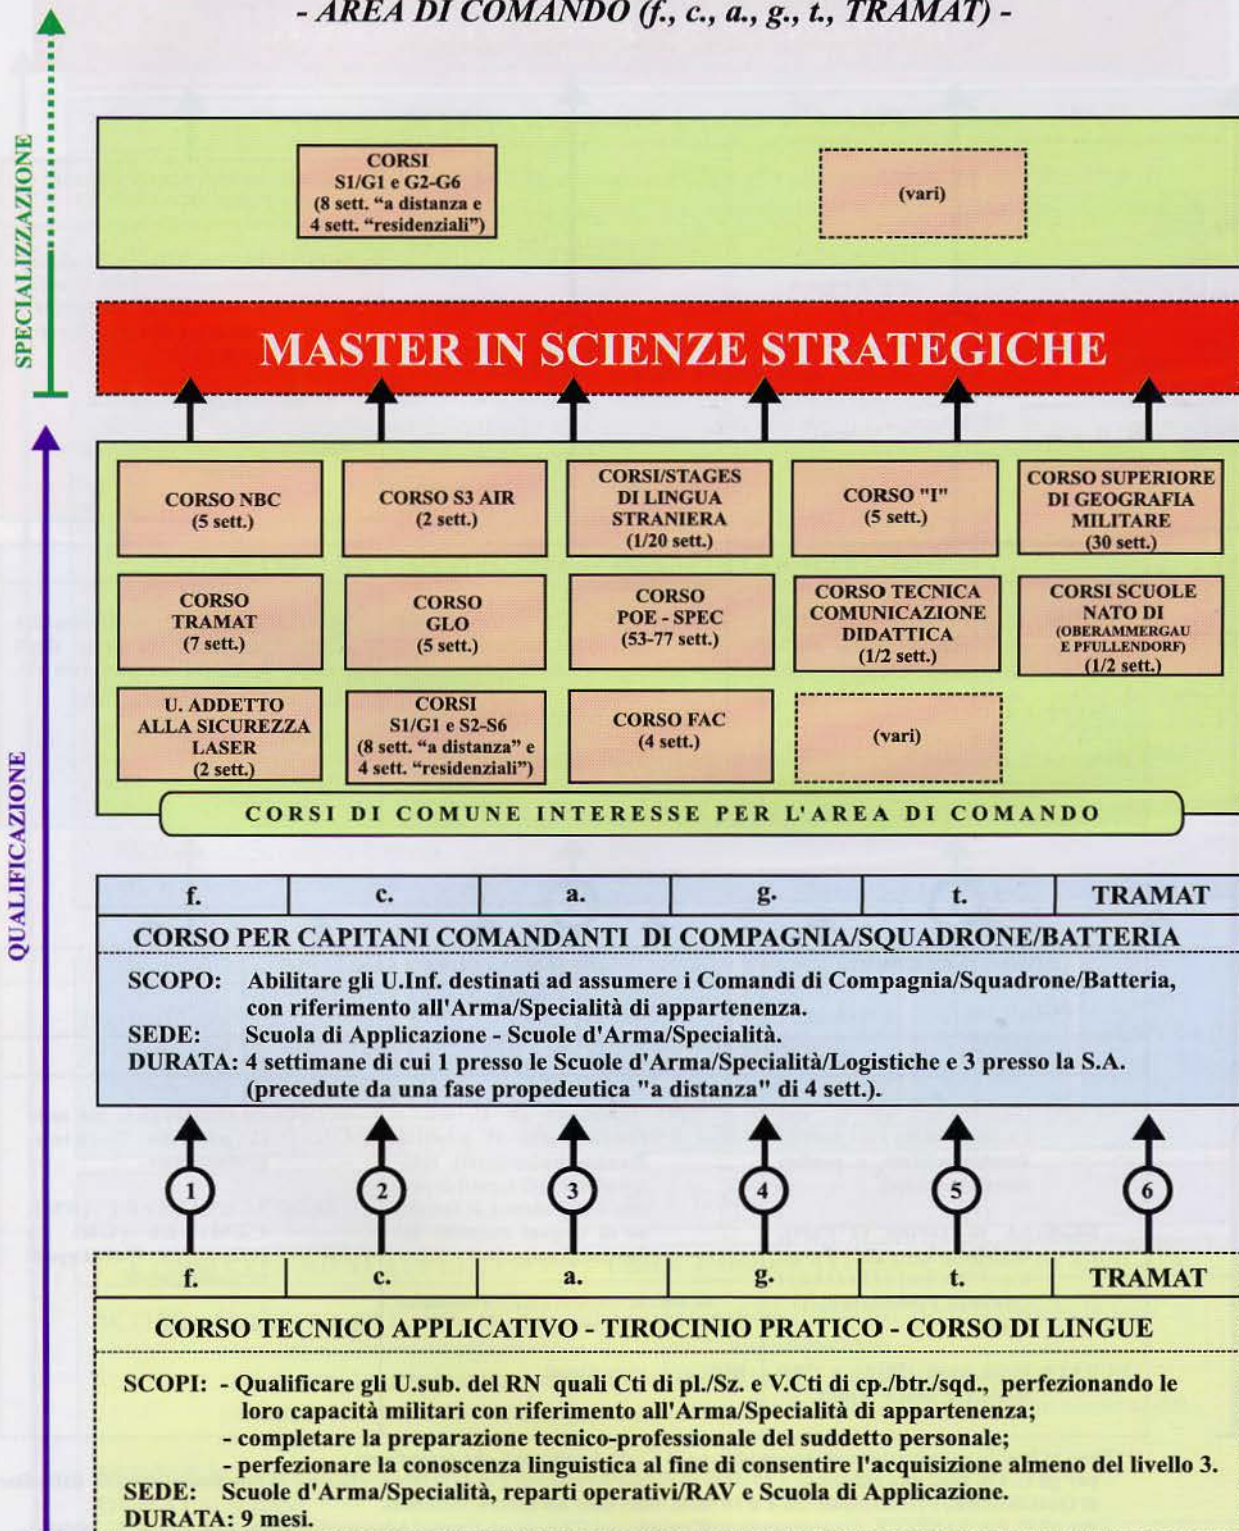 - AREA DI COMANDO (f., c., a., g., t., TRAMAT) -
SPECIALIZZAZIONE
CORSI
S1/G1 e G2-G6
(8 sett. “a distanza e
4 sett. “residenziali”)
(vari)
MASTER IN SCIENZE STRATEGICHE
QUALIFICAZIONE
CORSO NBC
(5 sett.)
CORSO S3 AIR
(2 sett.)
CORSI/STAGES
DI LINGUA
STRANIERA
(1/20 sett.)
CORSO "I"
(5 sett.)
CORSO SUPERIORE
DI GEOGRAFIA
MILITARE
(30 sett.)
CORSO
TRAMAT
(7 sett.)
CORSO
GLO
(5 sett.)
CORSO
POE - SPEC
(53-77 sett.)
CORSO TECNICA
COMUNICAZIONE
DIDATTICA
(1/2 sett.)
CORSI SCUOLE
NATO DI
(OBERAMMERGAU
E PFULLENDORF)
(1/2 sett.)
U. ADDETTO
ALLA SICUREZZA
LASER
(2 sett.)
CORSI
S1/G1 e S2-S6
(8 sett. “a distanza” e
4 sett. “residenziali”)
CORSO FAC
(4 sett.)
(vari)
CORSI DI COMUNE INTERESSE PER L'AREA DI COMANDO
f. c. a. g. t. TRAMAT
CORSO PER CAPITANI COMANDANTI DI COMPAGNIA/SQUADRONE/BATTERIA
SCOPO: Abilitare gli U.Inf. destinati ad assumere i Comandi di Compagnia/Squadrone/Batteria,
con riferimento all'Arma/Specialità di appartenenza.
SEDE: Scuola di Applicazione - Scuole d'Arma/Specialità.
DURATA: 4 settimane di cui 1 presso le Scuole d'Arma/Specialità/Logistiche e 3 presso la S.A.
(precedute da una fase propedeutica "a distanza" di 4 sett.).
1 2 3 4 5 6
f. c. a. g. t. TRAMAT
CORSO TECNICO APPLICATIVO - TIROCINIO PRATICO - CORSO DI LINGUE
SCOPI: - Qualificare gli U.sub. del RN quali Cti di pl./Sz. e V.Cti di cp./btr./sqd., perfezionando le
loro capacità militari con riferimento all'Arma/Specialità di appartenenza;
- completare la preparazione tecnico-professionale del suddetto personale;
- perfezionare la conoscenza linguistica al fine di consentire l'acquisizione almeno del livello 3.
SEDE: Scuole d'Arma/Specialità, reparti operativi/RAV e Scuola di Applicazione.
DURATA: 9 mesi.